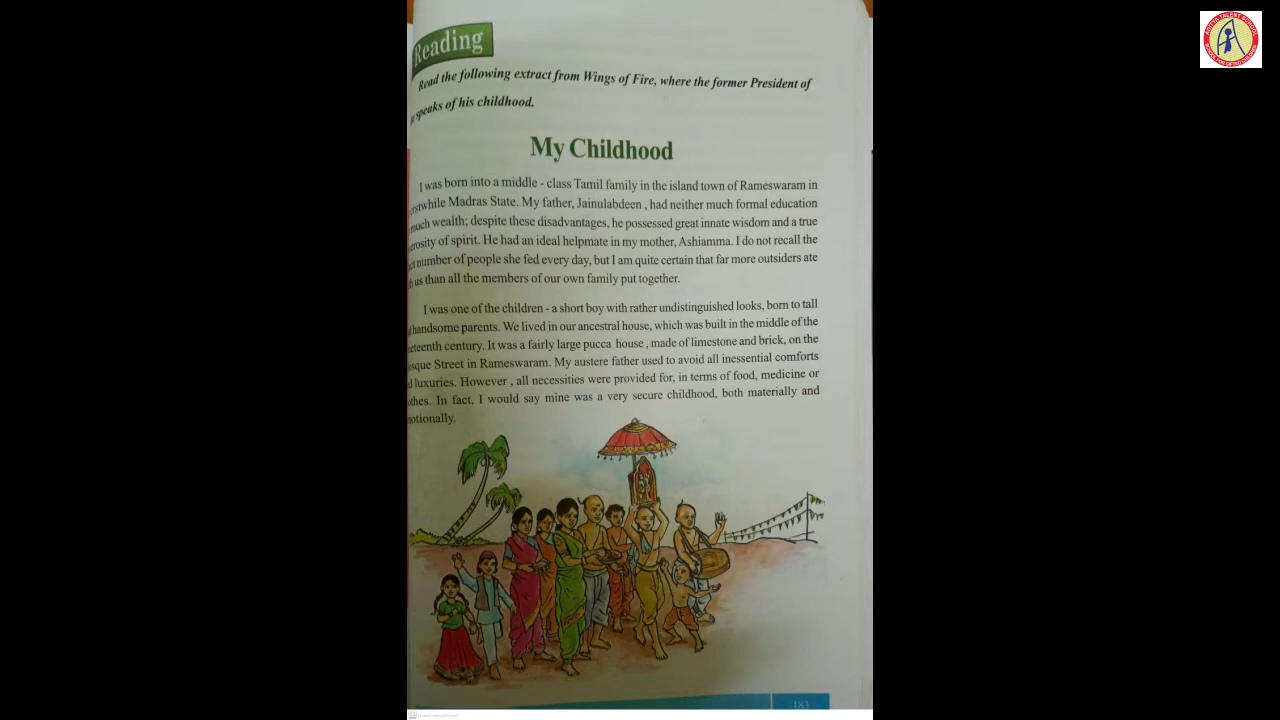 Reading
Read the following extract from Wings of Fire, where the former President of
speaks of his childhood.
My Childhood
I was born into a middle - class Tamil family in the island town of Rameswaram in
erstwhile Madras State. My father, Jainulabdeen , had neither much formal education
much wealth; despite these disadvantages, he possessed great innate wisdom and a true
nerosity of spirit. He had an ideal helpmate in my mother, Ashiamma. I do not recall the
number of people she fed every day, but I am quite certain that far more outsiders ate
us than all the members of our own family put together.
I was one of the children - a short boy with rather undistinguished looks, born to tall
handsome parents. We lived in our ancestral house, which was built in the middle of the
neteenth century. It was a fairly large pucca house , made of limestone and brick, on the
osque Street in Rameswaram. My austere father used to avoid all inessential comforts
d luxuries. However , all necessities were provided for, in terms of food, medicine or
othes. In fact, I would say mine was a very secure childhood, both materially and
motionally.
183